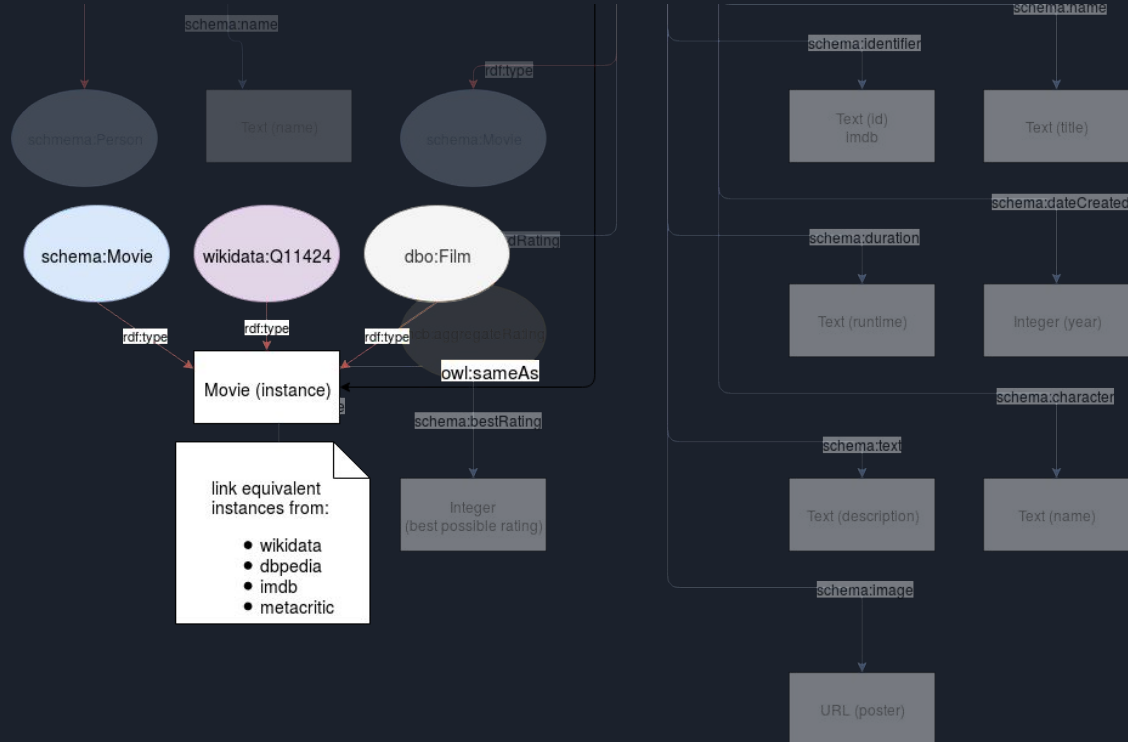 schema:name
schema:name
schema:identifier
rdf:type
schmema:Person
Text (name)
schema:Movie
Text (id)
imdb
Text (title)
schema:dateCreated
schema:Movie
wikidata:Q11424
dbo:Film
dRating
schema:duration
rdf:type
rdf:type
rdf:type
Text (runtime)
Integer (year)
owl:sameAs
Movie (instance)
schema:character
schema:bestRating
schema:text
link equivalent
instances from:
● wikidata
● dbpedia
● imdb
● metacritic
Integer
(best possible rating)
Text (description)
Text (name)
schema:image
URL (poster)